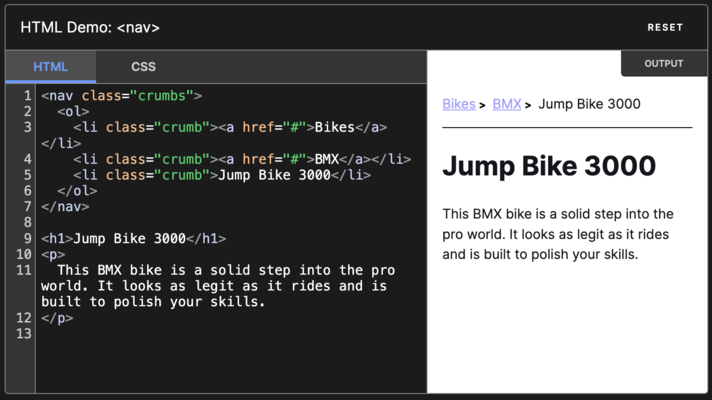 HTML Demo: <nav>
RESET
HTML
CSS
OUTPUT
1 <nav class="crumbs">
2   <ol>
3     <li class="crumb"><a href="#">Bikes</a>
</li>
4     <li class="crumb"><a href="#">BMX</a></li>
5     <li class="crumb">Jump Bike 3000</li>
6   </ol>
7 </nav>
8
9 <h1>Jump Bike 3000</h1>
10 <p>
11   This BMX bike is a solid step into the pro
world. It looks as legit as it rides and is
built to polish your skills.
12 </p>
13
Bikes > BMX > Jump Bike 3000
Jump Bike 3000
This BMX bike is a solid step into the
pro world. It looks as legit as it rides
and is built to polish your skills.